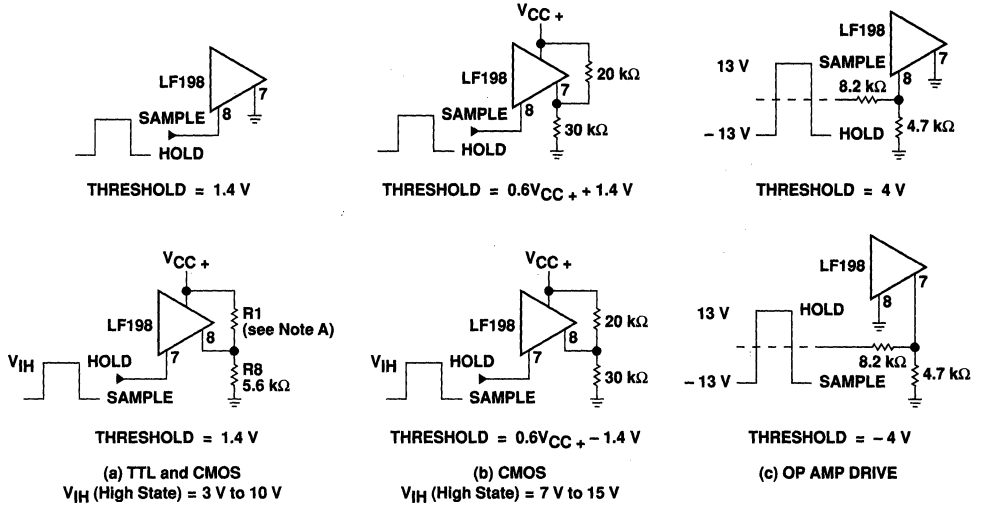 LF198
7
8
SAMPLE
HOLD
THRESHOLD = 1.4 V
VCC +
LF198
20 kΩ
7
8
SAMPLE
30 kΩ
HOLD
THRESHOLD = 0.6VCC + + 1.4 V
LF198
13 V
SAMPLE
7
8
8.2 kΩ
4.7 kΩ
– 13 V
HOLD
THRESHOLD = 4 V
VCC +
LF198
R1
(see Note A)
8
7
VIH
HOLD
R8
5.6 kΩ
SAMPLE
THRESHOLD = 1.4 V
(a) TTL and CMOS
VIH (High State) = 3 V to 10 V
VCC +
LF198
20 kΩ
8
7
VIH
HOLD
30 kΩ
SAMPLE
THRESHOLD = 0.6VCC + – 1.4 V
(b) CMOS
VIH (High State) = 7 V to 15 V
LF198
7
8
13 V
HOLD
8.2 kΩ
4.7 kΩ
– 13 V
SAMPLE
THRESHOLD = – 4 V
(c) OP AMP DRIVE